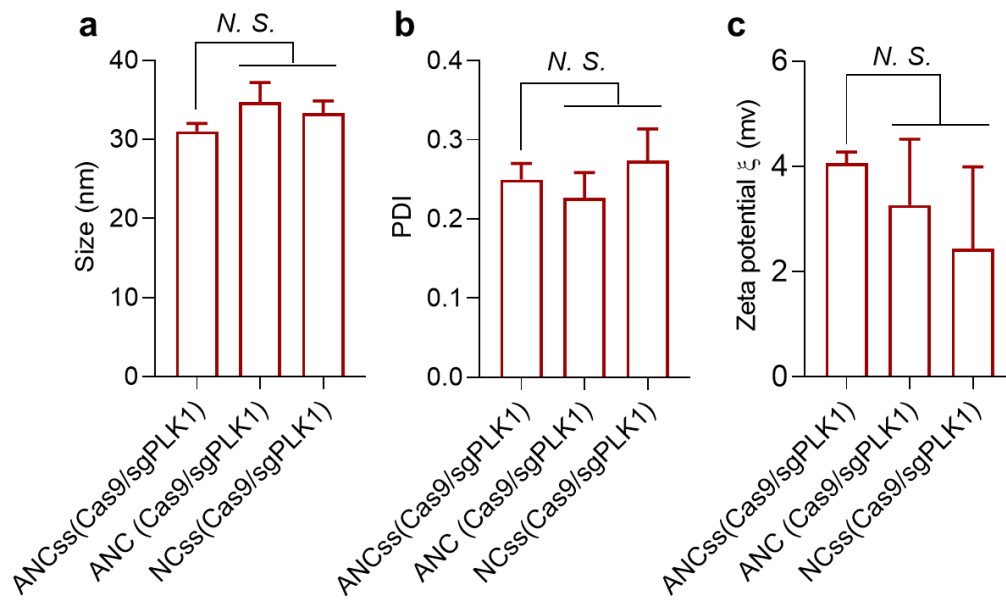 a
N. S.
40
30
20
10
0
Size (nm)
ANCss(Cas9/sgPLK1)
ANC (Cas9/sgPLK1)
NCss(Cas9/sgPLK1)
b
N. S.
0.4
0.3
0.2
0.1
0.0
PDI
ANCss(Cas9/sgPLK1)
ANC (Cas9/sgPLK1)
NCss(Cas9/sgPLK1)
c
N. S.
6
4
2
0
Zeta potential ξ (mv)
ANCss(Cas9/sgPLK1)
ANC (Cas9/sgPLK1)
NCss(Cas9/sgPLK1)